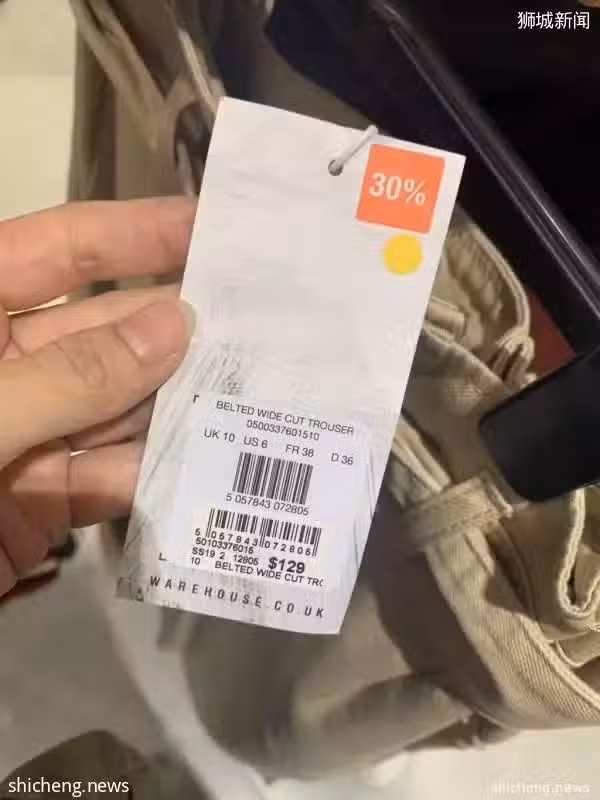 狮城新闻
30%
BELTED WIDE CUT TROUSER
0500337601510
UK 10 US 6 FR 38 D 36
5 057843 072805
5 057843 072805
50103376015
SS19 2 12905 $129
10 BELTED WIDE CUT TRO
WAREHOUSE.CO.UK
shicheng.news
shicheng.news